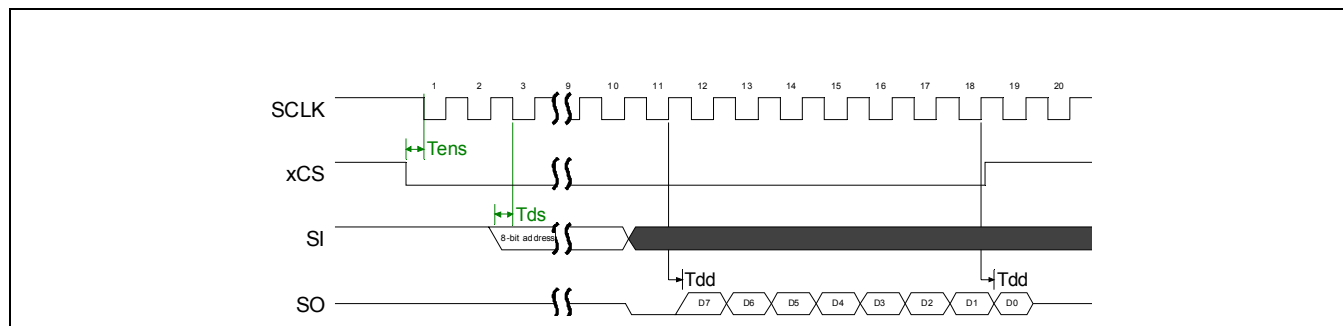 1 2 3 9 10 11 12 13 14 15 16 17 18 19 20
SCLK
Tens
xCS
Tds
SI
8-bit address
Tdd Tdd
SO
D7 D6 D5 D4 D3 D2 D1 D0